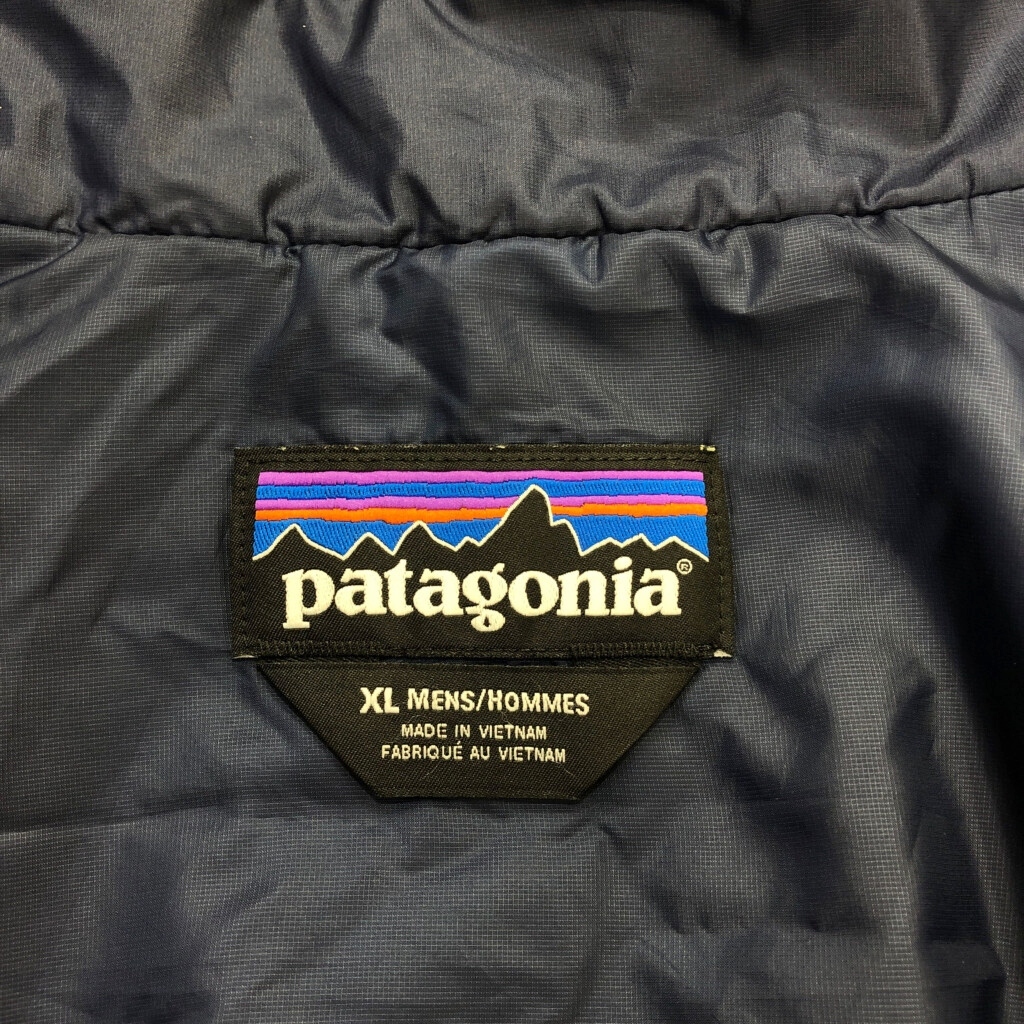 patagonia®
XL MENS/HOMMES
MADE IN VIETNAM
FABRIQUÉ AU VIETNAM